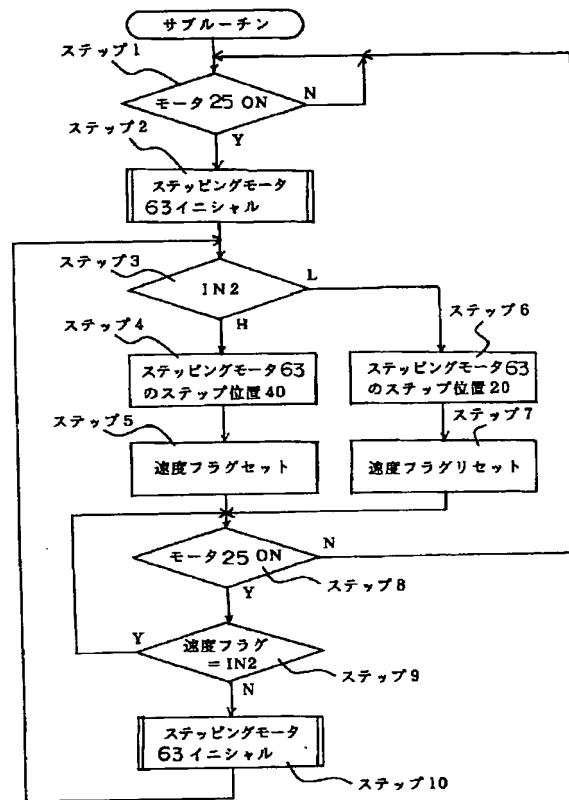 サブルーチン
ステップ1
モータ25 ON
N
Y
ステップ2
ステッピングモータ
63イニシャル
ステップ3
IN2
L
H
ステップ4
ステッピングモータ63
のステップ位置40
ステップ6
ステッピングモータ63
のステップ位置20
ステップ5
速度フラグセット
ステップ7
速度フラグリセット
モータ25 ON
N
ステップ8
Y
速度フラグ
=IN2
Y
ステップ9
N
ステッピングモータ
63イニシャル
ステップ10